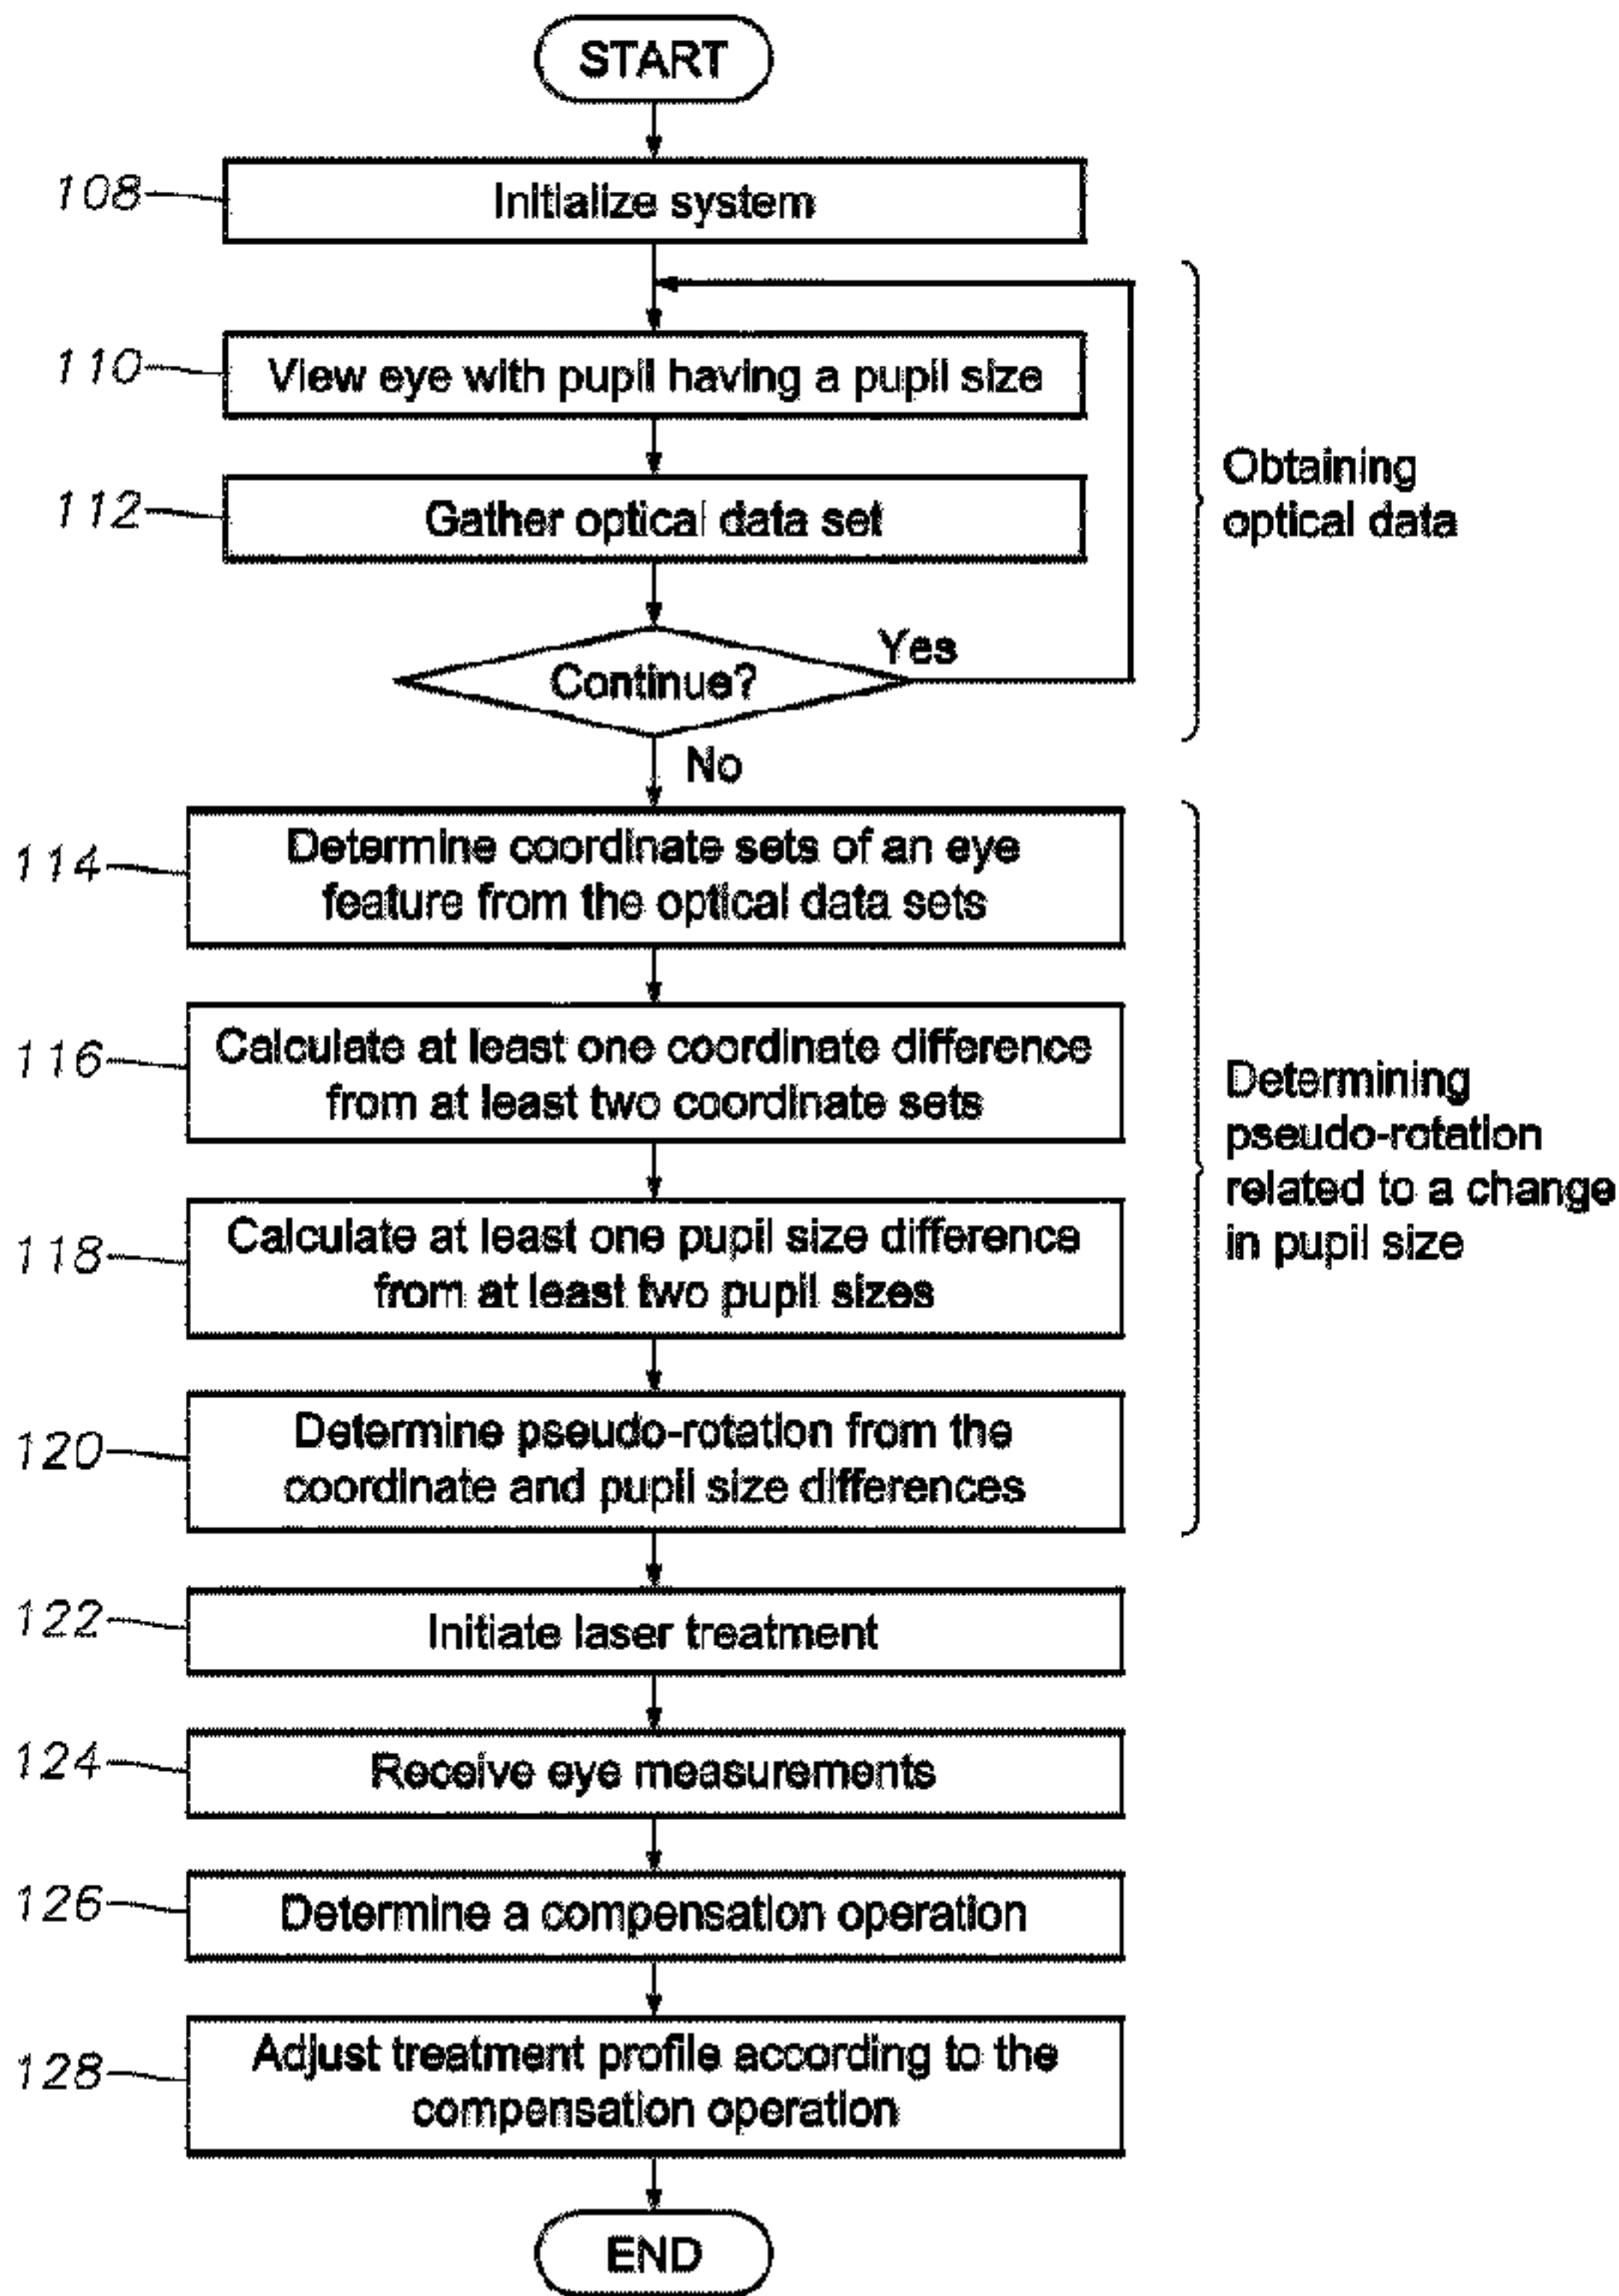 START
108
Initialize system
110
View eye with pupil having a pupil size
112
Gather optical data set
Obtaining
optical data
Continue?
Yes
No
114
Determine coordinate sets of an eye
feature from the optical data sets
116
Calculate at least one coordinate difference
from at least two coordinate sets
118
Calculate at least one pupil size difference
from at least two pupil sizes
Determining
pseudo-rotation
related to a change
in pupil size
120
Determine pseudo-rotation from the
coordinate and pupil size differences
122
Initiate laser treatment
124
Receive eye measurements
126
Determine a compensation operation
128
Adjust treatment profile according to the
compensation operation
END